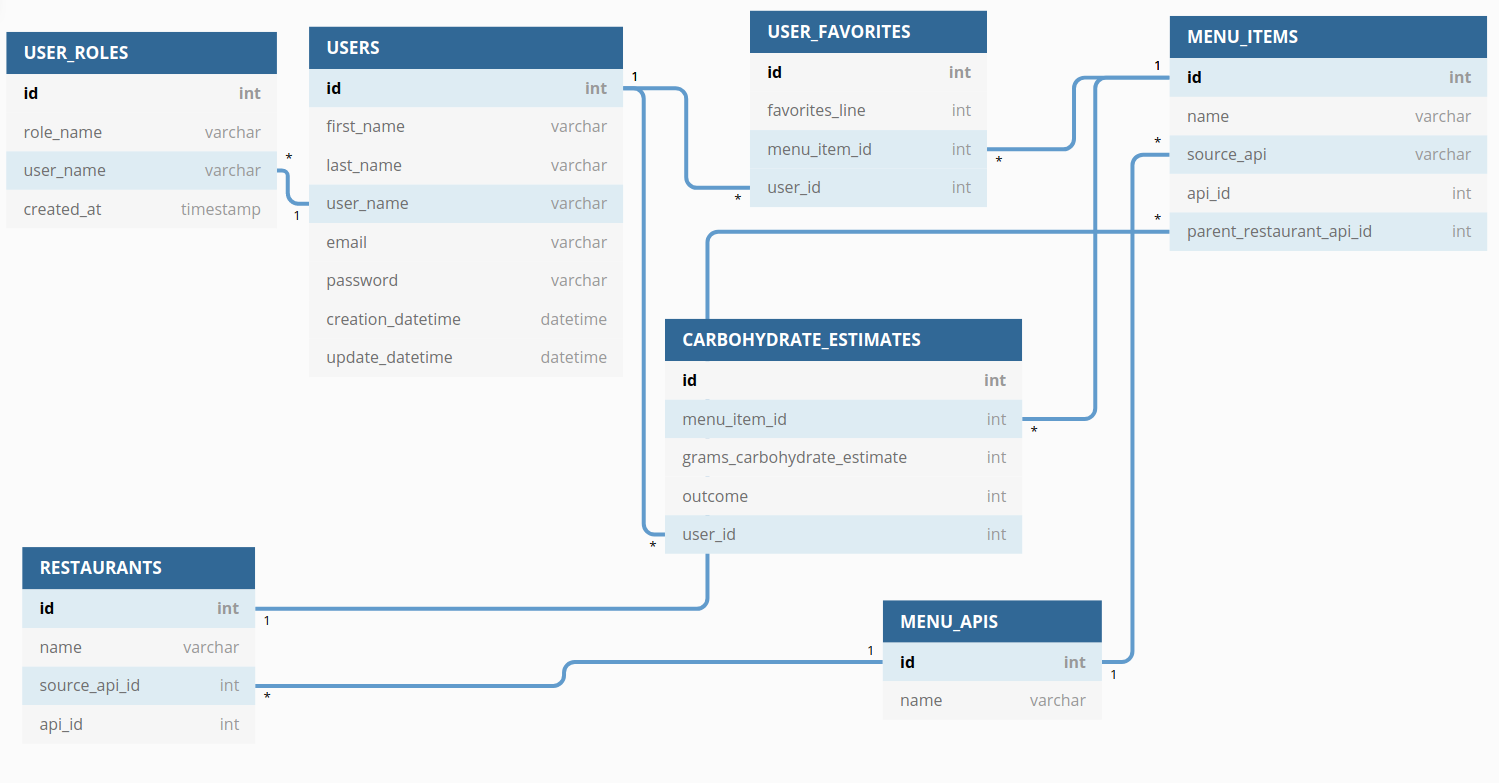 USER_ROLES
id int
role_name varchar
user_name varchar
created_at timestamp
*
1
USERS
id int
first_name varchar
last_name varchar
user_name varchar
email varchar
password varchar
creation_datetime datetime
update_datetime datetime
1
*
USER_FAVORITES
id int
favorites_line int
menu_item_id int
user_id int
*
*
MENU_ITEMS
id int
name varchar
source_api varchar
api_id int
parent_restaurant_api_id int
1
*
*
CARBOHYDRATE_ESTIMATES
id int
menu_item_id int
grams_carbohydrate_estimate int
outcome int
user_id int
*
RESTAURANTS
id int
name varchar
source_api_id int
api_id int
1
*
MENU_APIS
id int
name varchar
1
1